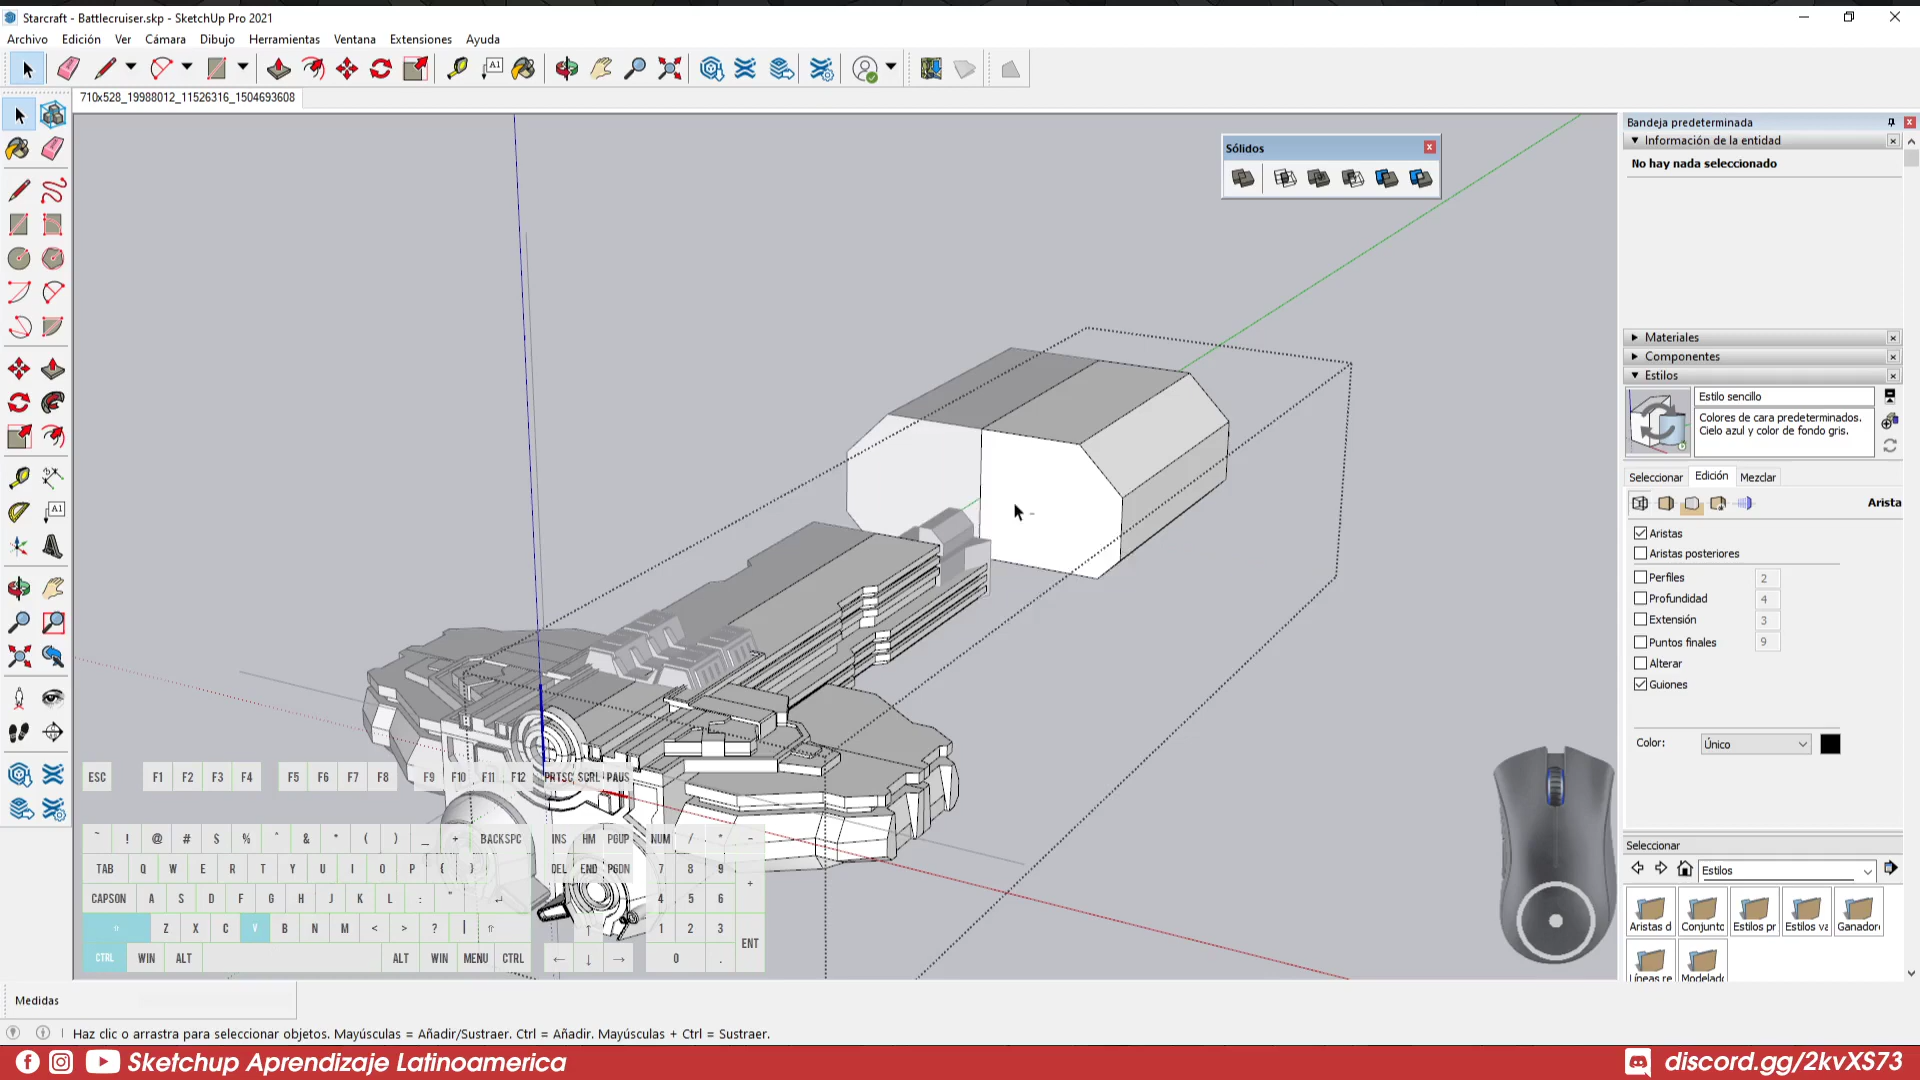 Starcraft - Battlecruiser.skp - SketchUp Pro 2021
Archivo Edición Ver Cámara Dibujo Herramientas Ventana Extensiones Ayuda
710x528_19988012_11526316_1504693608
Sólidos
Bandeja predeterminada
Información de la entidad
No hay nada seleccionado
Materiales
Componentes
Estilos
Estilo sencillo
Colores de cara predeterminados.
Cielo azul y color de fondo gris.
Seleccionar Edición Mezclar
Arista
Aristas
Aristas posteriores
Perfiles 2
Profundidad 4
Extensión 3
Puntos finales 9
Alterar
Guiones
Color: Único
Seleccionar
Estilos
Aristas d Conjunto Estilos pr Estilos va Ganador
Líneas re Modelado
ESC F1 F2 F3 F4 F5 F6 F7 F8 F9 F10 F11 F12 PRTSC SCRL PAUS
~ ! @ # $ % ^ & * ( ) _ + BACKSPC INS HM PGUP NUM / * -
TAB Q W E R T Y U I O P { } DEL END PGDN 7 8 9 +
CAPSON A S D F G H J K L : " 4 5 6
Z X C V B N M < > ? | 1 2 3 ENT
CTRL WIN ALT ALT WIN MENU CTRL 0 .
Medidas
Haz clic o arrastra para seleccionar objetos. Mayúsculas = Añadir/Sustraer. Ctrl = Añadir. Mayúsculas + Ctrl = Sustraer.
Sketchup Aprendizaje Latinoamerica
discord.gg/2kvXS73